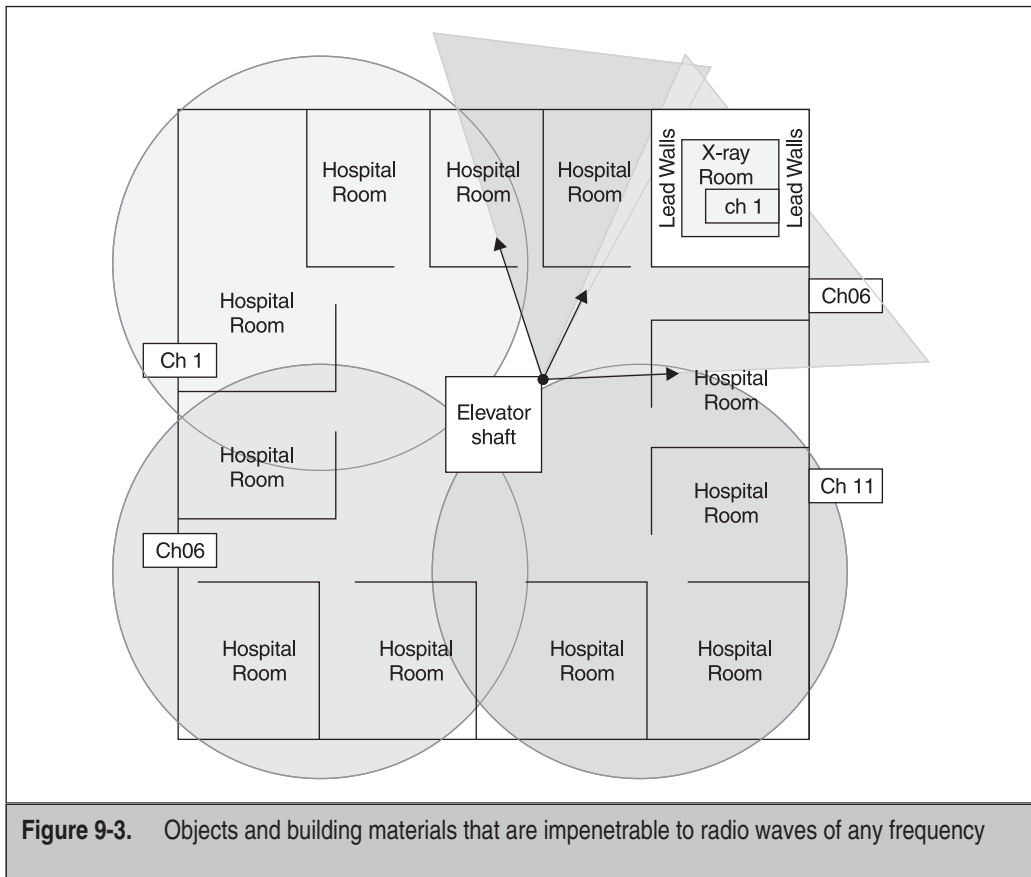 Hospital
Room
Hospital
Room
Hospital
Room
Lead Walls
X-ray
Room
ch 1
Lead Walls
Hospital
Room
Ch06
Ch 1
Hospital
Room
Elevator
shaft
Hospital
Room
Hospital
Room
Ch 11
Ch06
Hospital
Room
Hospital
Room
Hospital
Room
Hospital
Room
Figure 9-3. Objects and building materials that are impenetrable to radio waves of any frequency